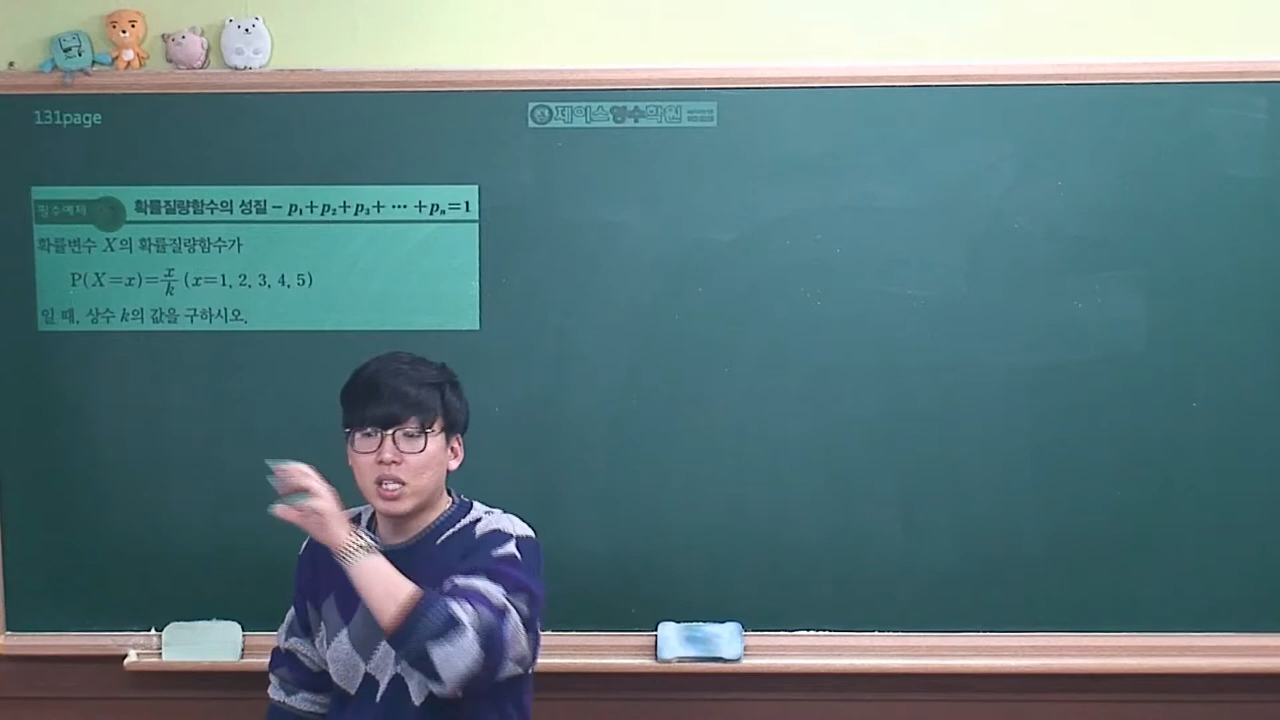 131page
제이스영수학원
필수예제
확률질량함수의 성질 - p₁+p₂+p₃+ ⋯ +pₙ=1
확률변수 X의 확률질량함수가
P(X=x)=x/k (x=1, 2, 3, 4, 5)
일 때, 상수 k의 값을 구하시오.